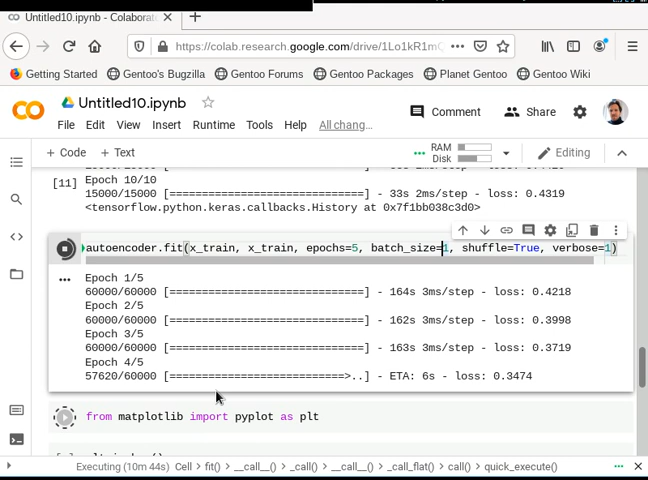 Untitled10.ipynb - Colaborato
https://colab.research.google.com/drive/1Lo1kR1m
Getting Started Gentoo's Bugzilla Gentoo Forums Gentoo Packages Planet Gentoo Gentoo Wiki
CO Untitled10.ipynb Comment Share
File Edit View Insert Runtime Tools Help All chang...
+ Code + Text RAM Disk Editing
[11] Epoch 10/10
15000/15000 [==============================] - 33s 2ms/step - loss: 0.4319
<tensorflow.python.keras.callbacks.History at 0x7f1bb038c3d0>
autoencoder.fit(x_train, x_train, epochs=5, batch_size=1, shuffle=True, verbose=1)
Epoch 1/5
60000/60000 [==============================] - 164s 3ms/step - loss: 0.4218
Epoch 2/5
60000/60000 [==============================] - 162s 3ms/step - loss: 0.3998
Epoch 3/5
60000/60000 [==============================] - 163s 3ms/step - loss: 0.3719
Epoch 4/5
57620/60000 [===========================>..] - ETA: 6s - loss: 0.3474
from matplotlib import pyplot as plt
Executing (10m 44s) Cell > fit() > __call__() > _call() > __call__() > _call_flat() > call() > quick_execute()